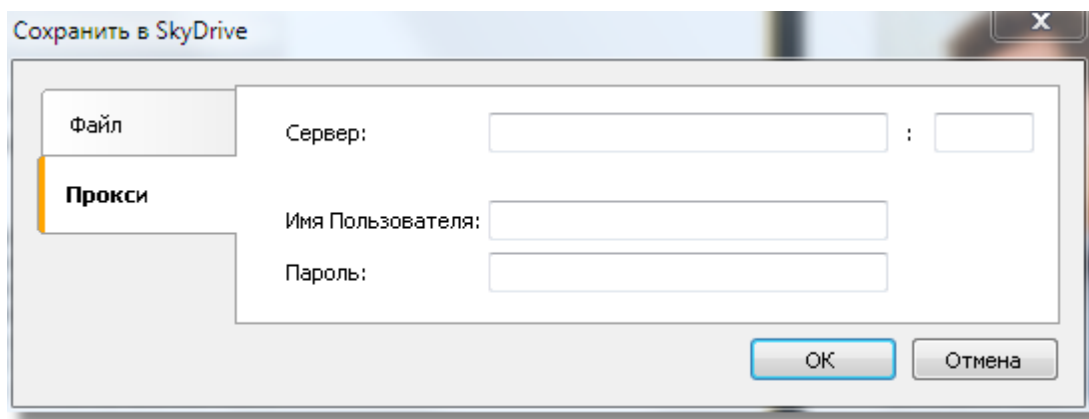 Сохранить в SkyDrive
x
Файл
Прокси
Сервер: :
Имя Пользователя:
Пароль:
OK Отмена